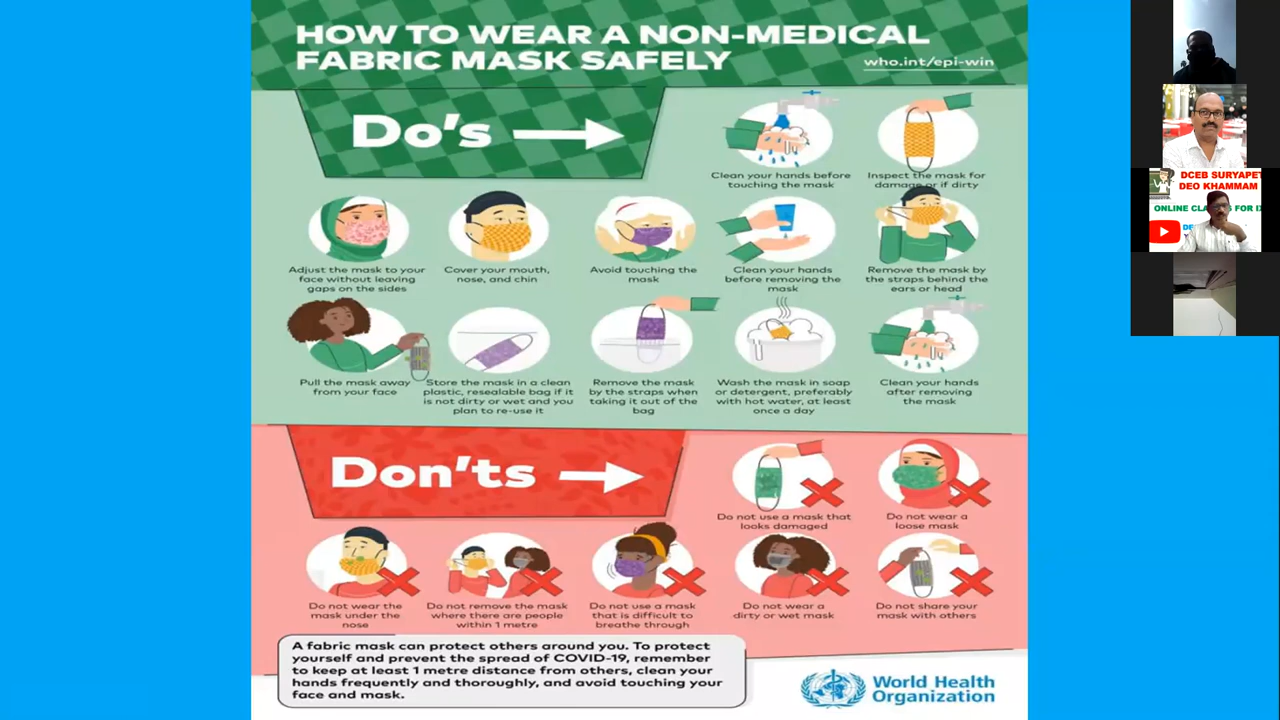 HOW TO WEAR A NON-MEDICAL
FABRIC MASK SAFELY
who.int/epi-win
Do's
Clean your hands before
touching the mask
Inspect the mask for
damage or if dirty
Adjust the mask to your
face without leaving
gaps on the sides
Cover your mouth,
nose, and chin
Avoid touching the
mask
Clean your hands
before removing the
mask
Remove the mask by
the straps behind the
ears or head
Pull the mask away
from your face
Store the mask in a clean
plastic, resealable bag if it
is not dirty or wet and you
plan to re-use it
Remove the mask
by the straps when
taking it out of the
bag
Wash the mask in soap
or detergent, preferably
with hot water, at least
once a day
Clean your hands
after removing
the mask
Don'ts
Do not use a mask that
looks damaged
Do not wear a
loose mask
Do not wear the
mask under the
nose
Do not remove the mask
where there are people
within 1 metre
Do not use a mask
that is difficult to
breathe through
Do not wear a
dirty or wet mask
Do not share your
mask with others
A fabric mask can protect others around you. To protect
yourself and prevent the spread of COVID-19, remember
to keep at least 1 metre distance from others, clean your
hands frequently and thoroughly, and avoid touching your
face and mask.
World Health
Organization
DCEB SURYAPET
DEO KHAMMAM
ONLINE FOR